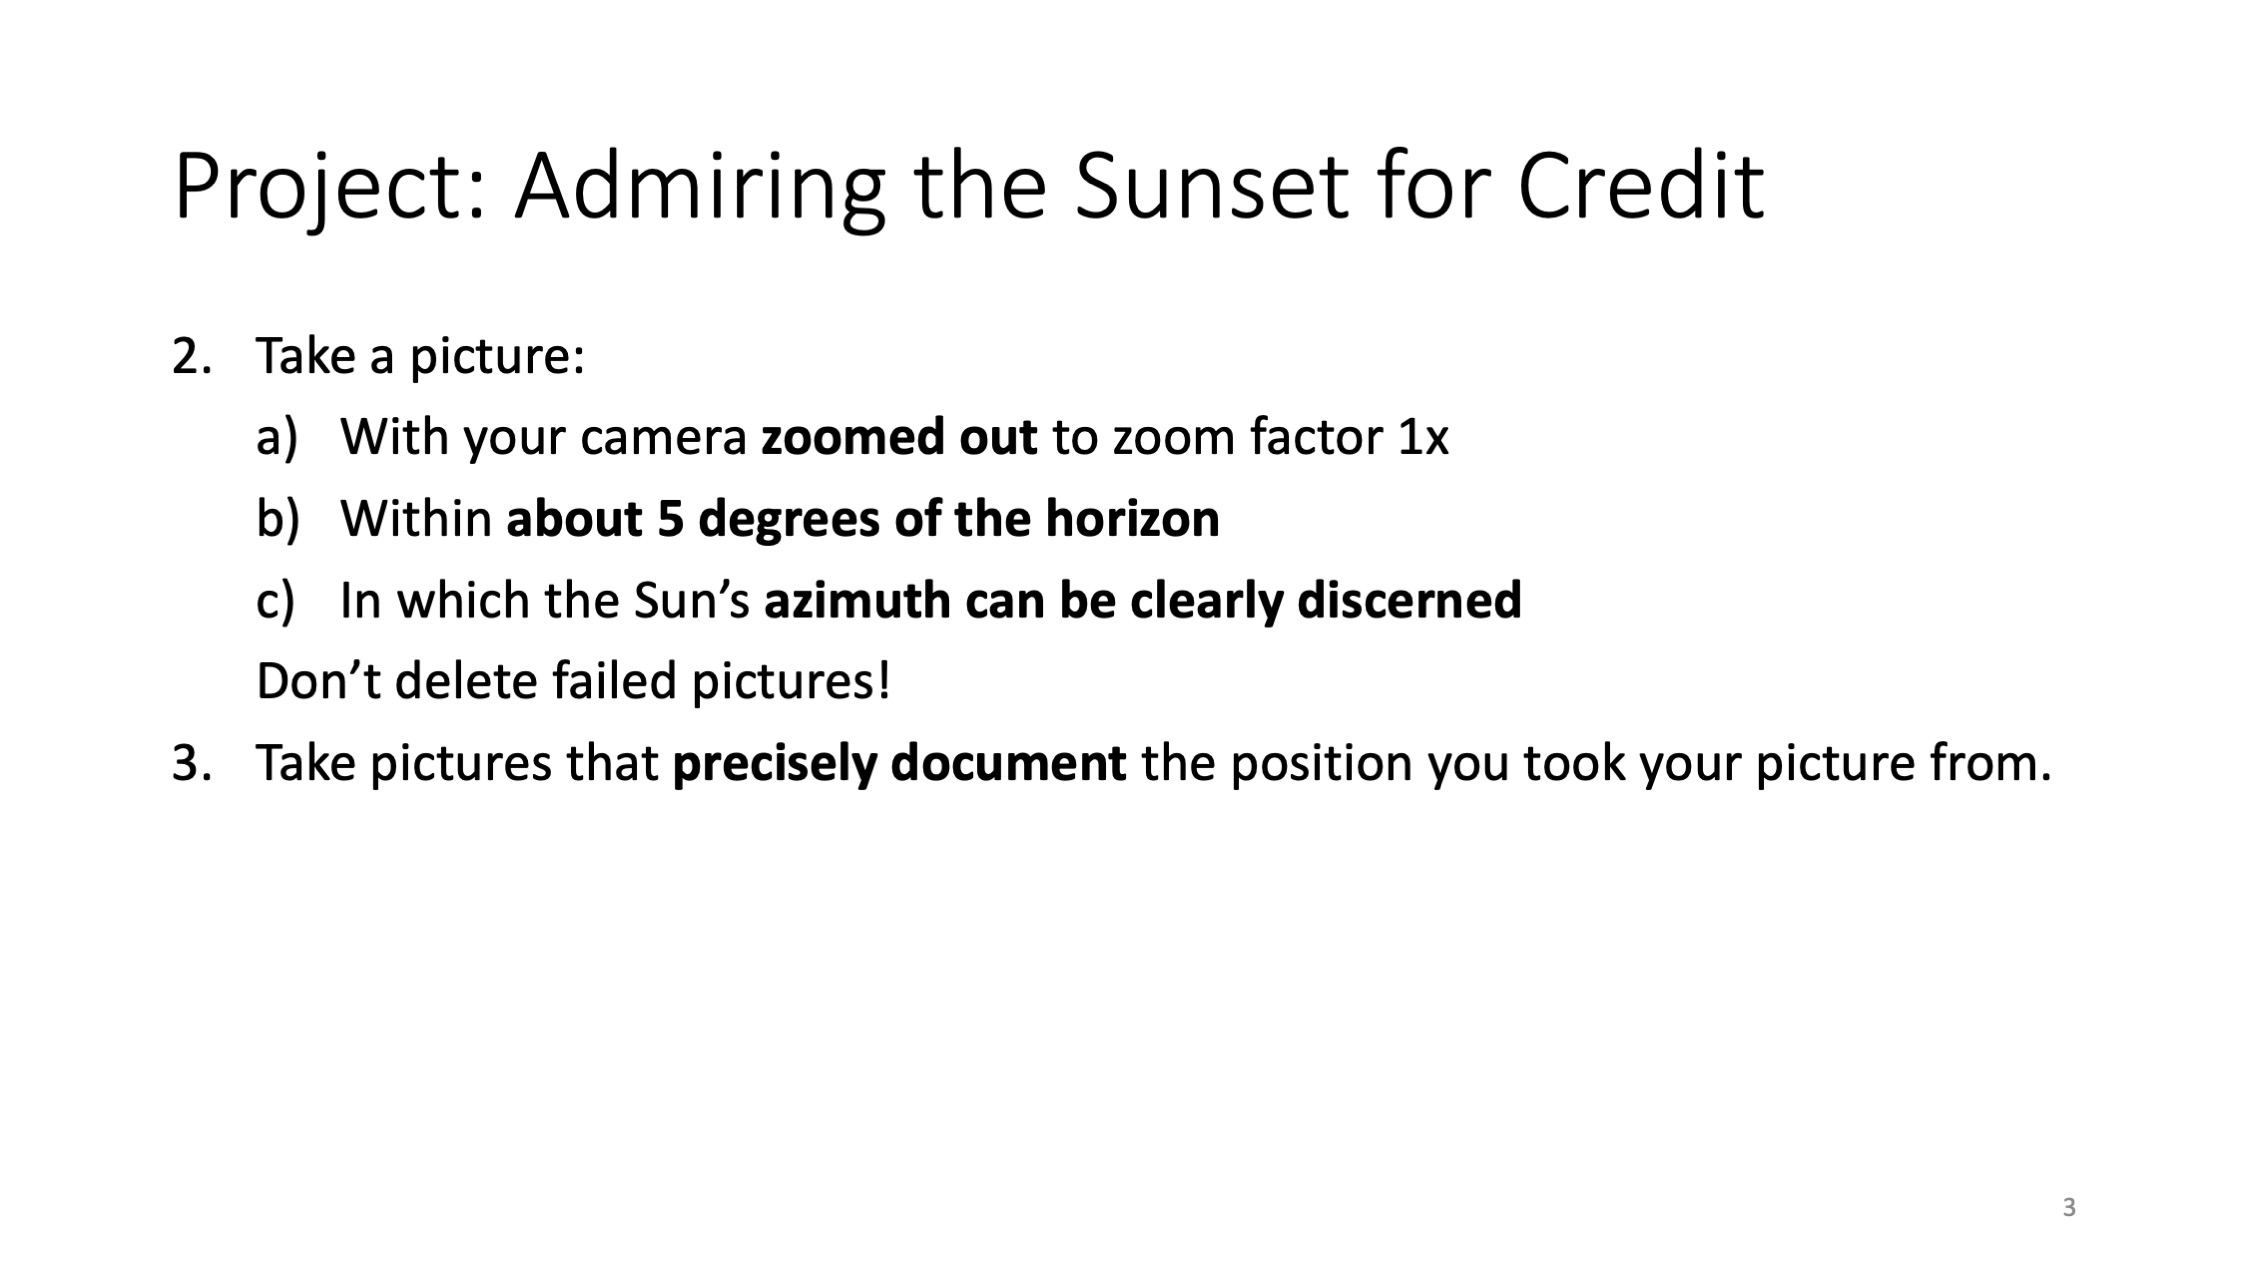 Project: Admiring the Sunset for Credit
2. Take a picture:
a) With your camera zoomed out to zoom factor 1x
b) Within about 5 degrees of the horizon
c) In which the Sun’s azimuth can be clearly discerned
Don’t delete failed pictures!
3. Take pictures that precisely document the position you took your picture from.
3